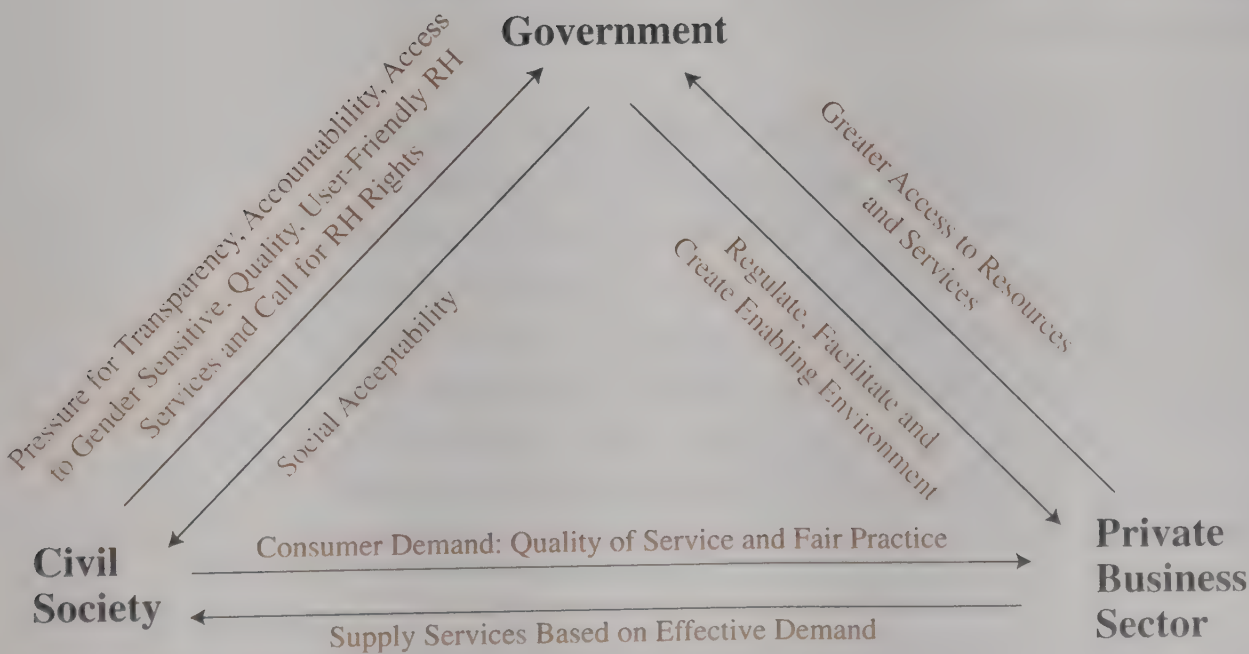 Government
Pressure for Transparency, Accountablility, Access
to Gender Sensitive, Quality, User-Friendly RH
Services and Call for RH Rights
Social Acceptability
Greater Access to Resources
and Services
Regulate, Facilitate and
Create Enabling Environment
Civil
Society
Consumer Demand: Quality of Service and Fair Practice
Supply Services Based on Effective Demand
Private
Business
Sector